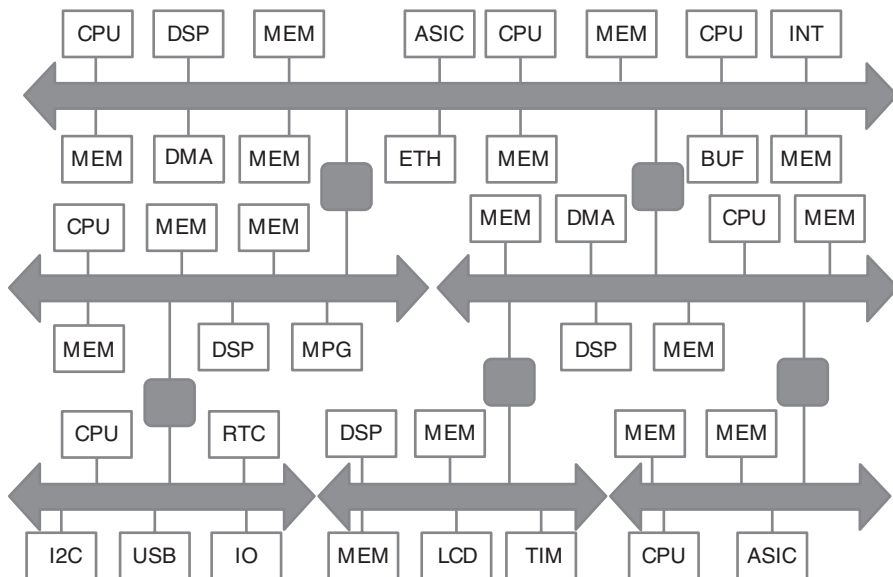 CPU DSP MEM ASIC CPU MEM CPU INT
MEM DMA MEM ETH MEM BUF MEM
CPU MEM MEM MEM DMA CPU MEM
MEM DSP MPG DSP MEM
CPU RTC DSP MEM MEM MEM
I2C USB IO MEM LCD TIM CPU ASIC